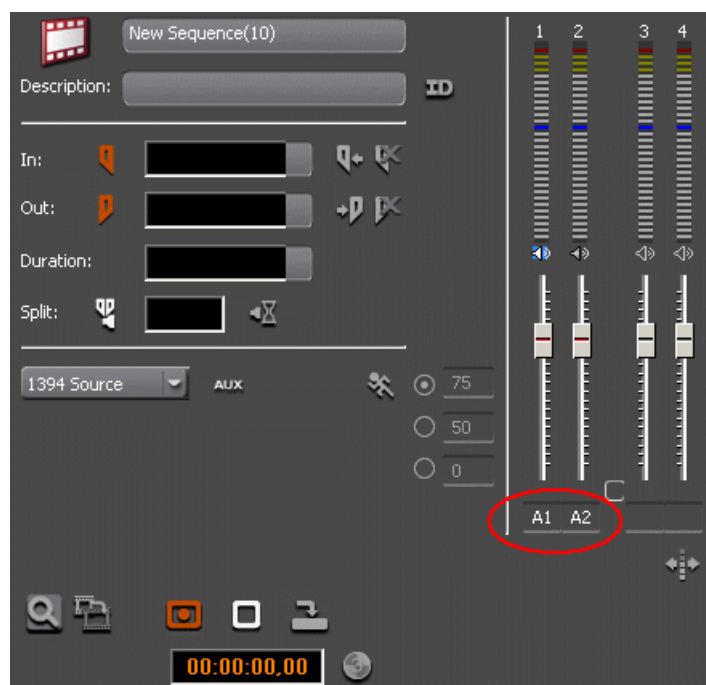 New Sequence(10)
Description:
ID
In:
Out:
Duration:
Split:
1394 Source
AUX
75
50
0
00:00:00,00
1 2 3 4
A1 A2